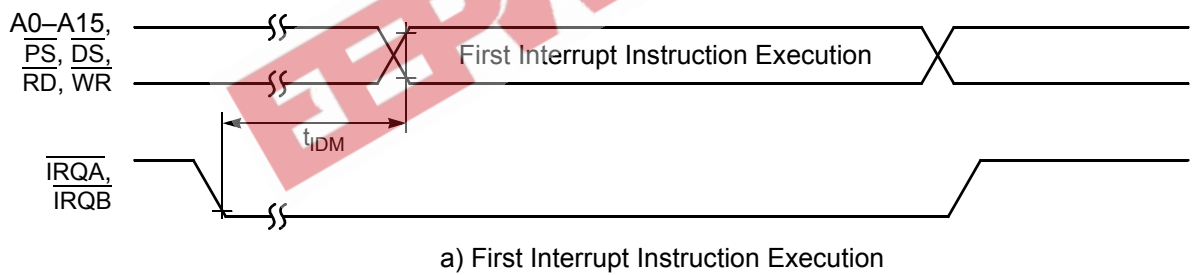 A0–A15,
PS, DS,
RD, WR
First Interrupt Instruction Execution
tIDM
IRQA,
IRQB
a) First Interrupt Instruction Execution